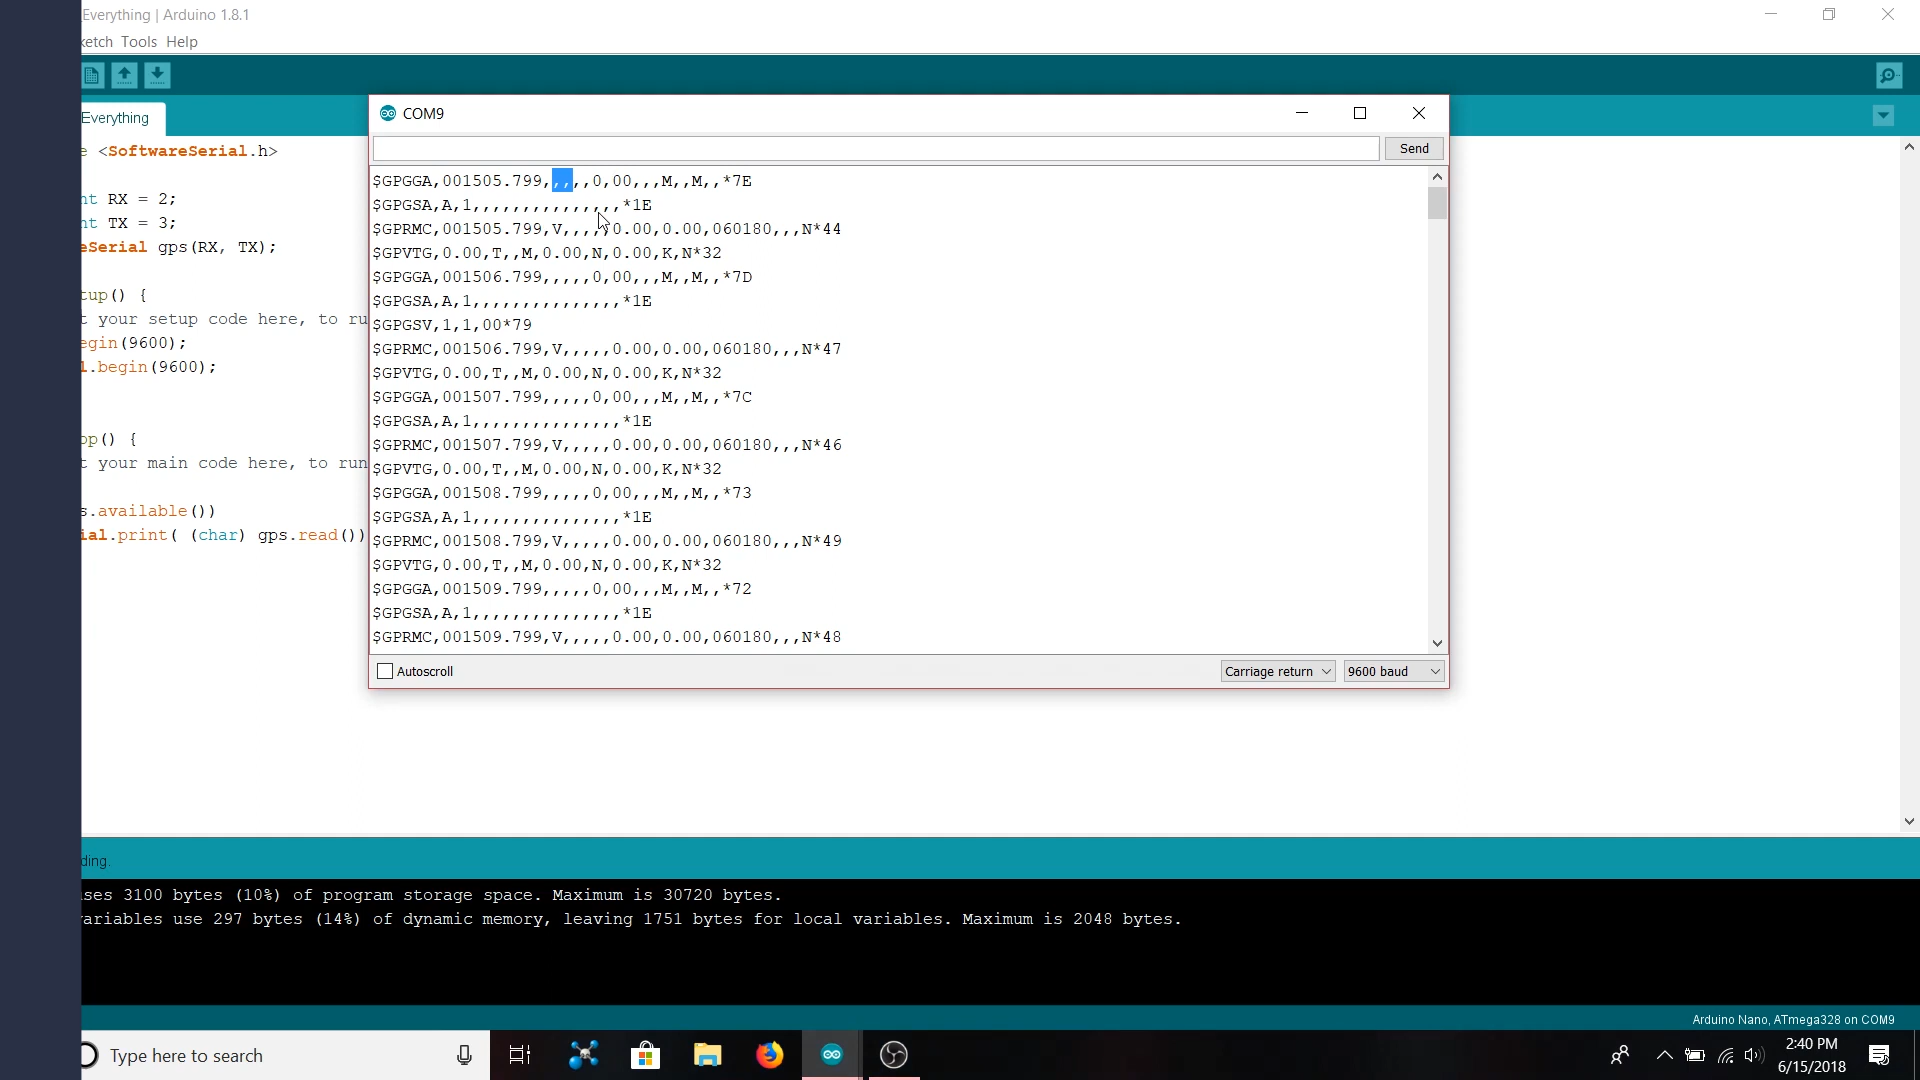 Everything | Arduino 1.8.1
ketch Tools Help
Everything
e <SoftwareSerial.h>
nt RX = 2;
nt TX = 3;
eSerial gps(RX, TX);
tup() {
t your setup code here, to ru
egin(9600);
l.begin(9600);
op() {
t your main code here, to run
s.available())
ial.print( (char) gps.read())
COM9
Send
$GPGGA,001505.799,,,,,0,00,,,M,,M,,*7E
$GPGSA,A,1,,,,,,,,,,,,,,,*1E
$GPRMC,001505.799,V,,,,,0.00,0.00,060180,,,N*44
$GPVTG,0.00,T,,M,0.00,N,0.00,K,N*32
$GPGGA,001506.799,,,,,0,00,,,M,,M,,*7D
$GPGSA,A,1,,,,,,,,,,,,,,,*1E
$GPGSV,1,1,00*79
$GPRMC,001506.799,V,,,,,0.00,0.00,060180,,,N*47
$GPVTG,0.00,T,,M,0.00,N,0.00,K,N*32
$GPGGA,001507.799,,,,,0,00,,,M,,M,,*7C
$GPGSA,A,1,,,,,,,,,,,,,,,*1E
$GPRMC,001507.799,V,,,,,0.00,0.00,060180,,,N*46
$GPVTG,0.00,T,,M,0.00,N,0.00,K,N*32
$GPGGA,001508.799,,,,,0,00,,,M,,M,,*73
$GPGSA,A,1,,,,,,,,,,,,,,,*1E
$GPRMC,001508.799,V,,,,,0.00,0.00,060180,,,N*49
$GPVTG,0.00,T,,M,0.00,N,0.00,K,N*32
$GPGGA,001509.799,,,,,0,00,,,M,,M,,*72
$GPGSA,A,1,,,,,,,,,,,,,,,*1E
$GPRMC,001509.799,V,,,,,0.00,0.00,060180,,,N*48
Autoscroll
Carriage return
9600 baud
ding.
uses 3100 bytes (10%) of program storage space. Maximum is 30720 bytes.
variables use 297 bytes (14%) of dynamic memory, leaving 1751 bytes for local variables. Maximum is 2048 bytes.
Arduino Nano, ATmega328 on COM9
Type here to search
2:40 PM
6/15/2018